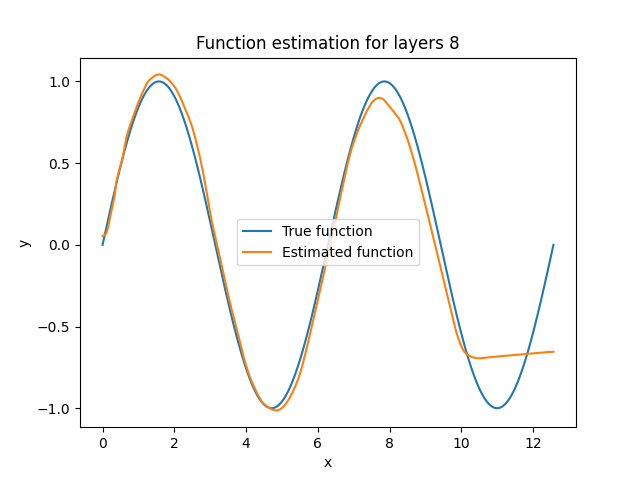 Function estimation for layers 8
1.0
0.5
0.0
−0.5
−1.0
y
True function
Estimated function
0 2 4 6 8 10 12
x